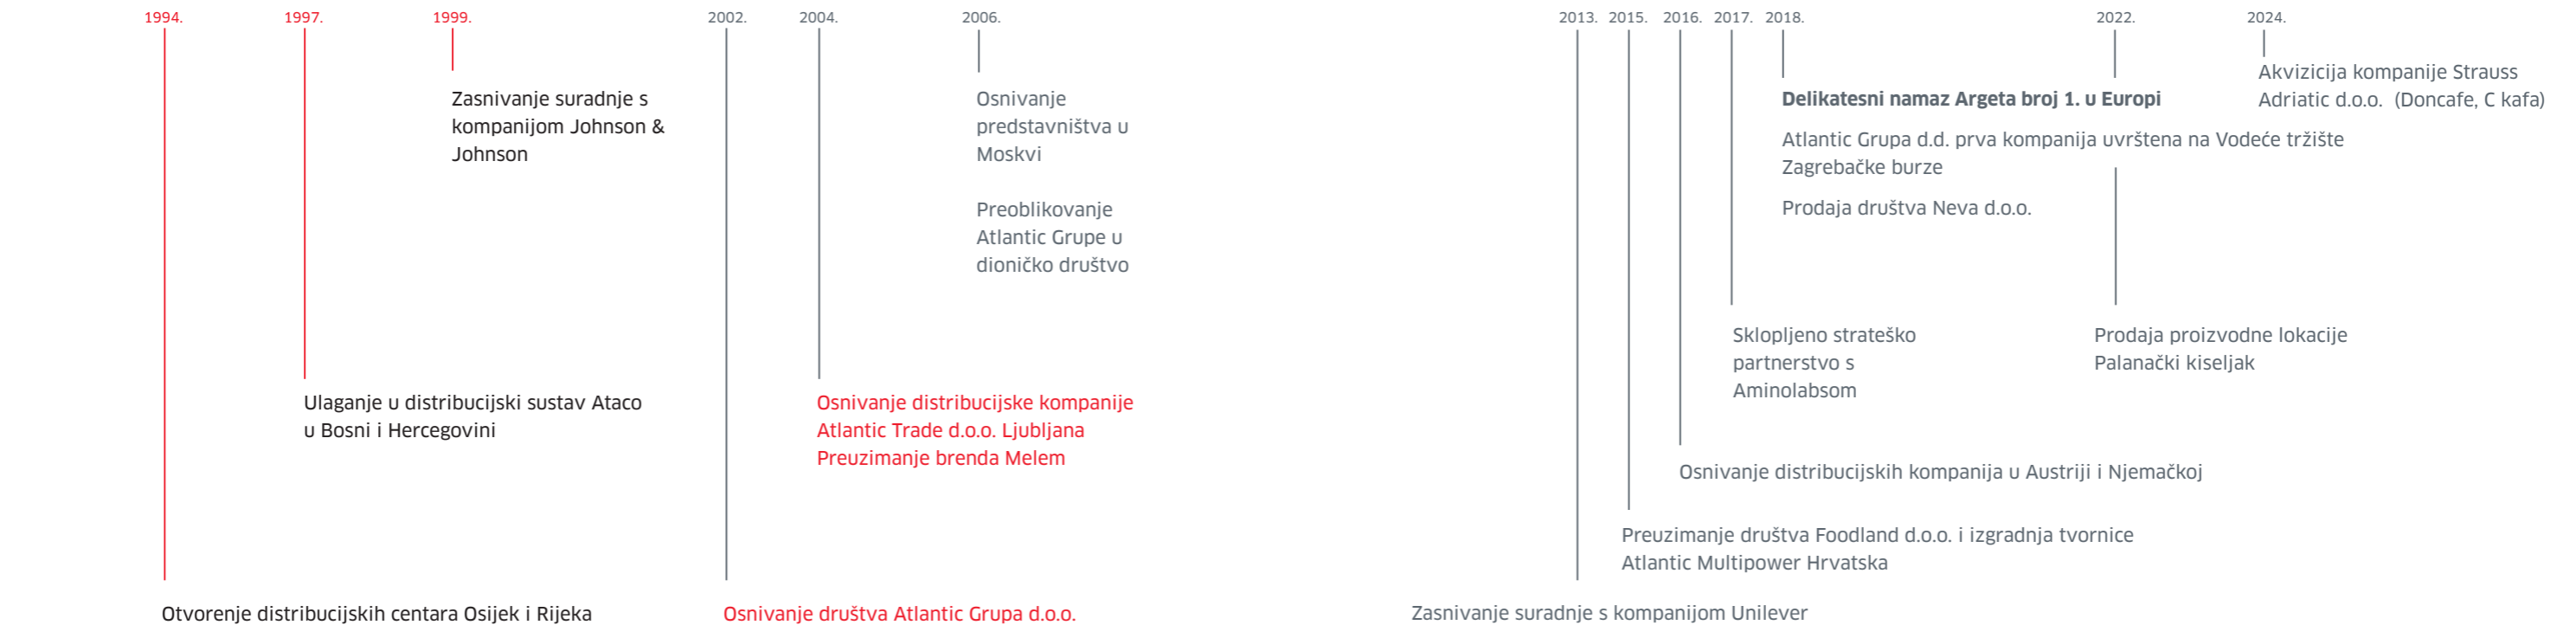 1994.
1997.
1999.
2002.
2004.
2006.
2013.
2015.
2016.
2017.
2018.
2022.
2024.
Zasnivanje suradnje s
kompanijom Johnson &
Johnson
Osnivanje
predstavništva u
Moskvi
Preoblikovanje
Atlantic Grupe u
dioničko društvo
Delikatesni namaz Argeta broj 1. u Europi
Atlantic Grupa d.d. prva kompanija uvrštena na Vodeće tržište
Zagrebačke burze
Prodaja društva Neva d.o.o.
Akvizicija kompanije Strauss
Adriatic d.o.o. (Doncafe, C kafa)
Ulaganje u distribucijski sustav Ataco
u Bosni i Hercegovini
Osnivanje distribucijske kompanije
Atlantic Trade d.o.o. Ljubljana
Preuzimanje brenda Melem
Sklopljeno strateško
partnerstvo s
Aminolabsom
Prodaja proizvodne lokacije
Palanački kiseljak
Osnivanje distribucijskih kompanija u Austriji i Njemačkoj
Preuzimanje društva Foodland d.o.o. i izgradnja tvornice
Atlantic Multipower Hrvatska
Otvorenje distribucijskih centara Osijek i Rijeka
Osnivanje društva Atlantic Grupa d.o.o.
Zasnivanje suradnje s kompanijom Unilever